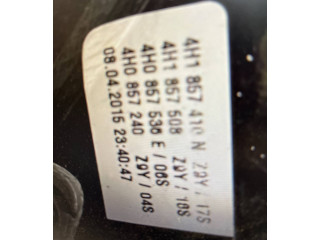 4H1 857 410 N Z9Y / 17S
4H1 857 508 Z9Y / 18S
4H0 857 536 E / 06S
4H0 857 240 Z9Y / 04S
08.04.2015 23:40:47